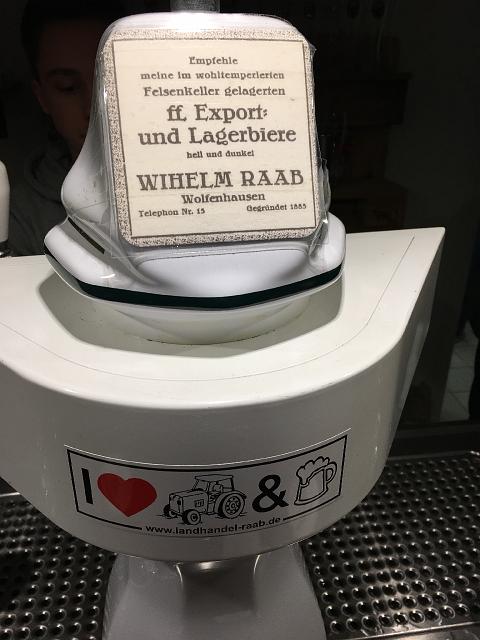 Empfehle
meine im wohltemperierten
Felsenkeller gelagerten
ff. Export-
und Lagerbiere
hell und dunkel
WIHELM RAAB
Wolfenhausen
Telephon Nr. 15 Gegründet 1885
I &
www.landhandel-raab.de